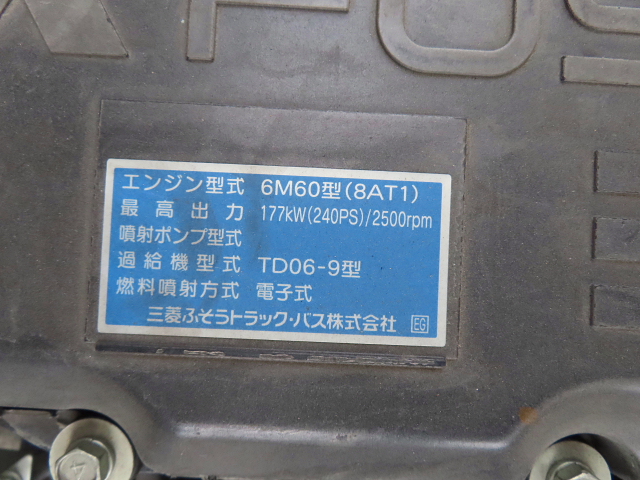 FUS
エンジン型式 6M60型(8AT1)
最高出力 177kW(240PS)/2500rpm
噴射ポンプ型式
過給機型式 TD06-9型
燃料噴射方式 電子式
三菱ふそうトラック・バス株式会社 EG